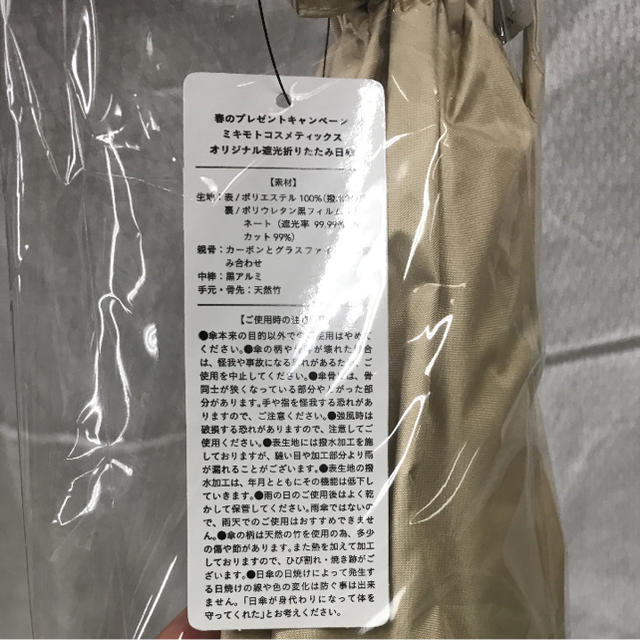 春のプレゼントキャンペーン
ミキモトコスメティックス
オリジナル遮光折りたたみ日傘
【素材】
生地：表/ポリエステル100%(撥
裏/ポリウレタン黒フィルム
ネート（遮光率 99.99%
カット99%)
親骨：カーボンとグラスファイ
み合わせ
中棒：黒アルミ
手元・骨先：天然竹
【ご使用時の注意
●傘本来の目的以外で 使用はやめて
ください。●傘の柄や が壊れた 合
は、怪我や事故になる恐れがあるため、ご
使用を中止してください。●傘骨 は、骨
同士が狭くなっている部分や がった部
分があります。手や指を怪我する恐れがあ
りますので、ご注意ください。●強風時は
破損する恐れがありますので、注意してご
使用ください。●表生地には撥水加工を施
しておりますが、縫い目や加工部分より雨
が漏れることがございます。●表生地の撥
水加工は、年月とともにその機能は低下し
ていきます。●雨の日のご使用後はよく乾
かして保管してください。雨傘ではないの
で、雨天でのご使用はおすすめできませ
ん。●傘の柄は天然の竹を使用の為、多少
の傷や節があります。また熱を加えて加工
しておりますので、ひび割れ・焼き跡がご
ざいます。●日傘の日焼けによって発生す
る日焼けの線や色の変化は防ぐ事は出来
ません。「日傘が身代わりになって体を
守ってくれた」とお考えください。